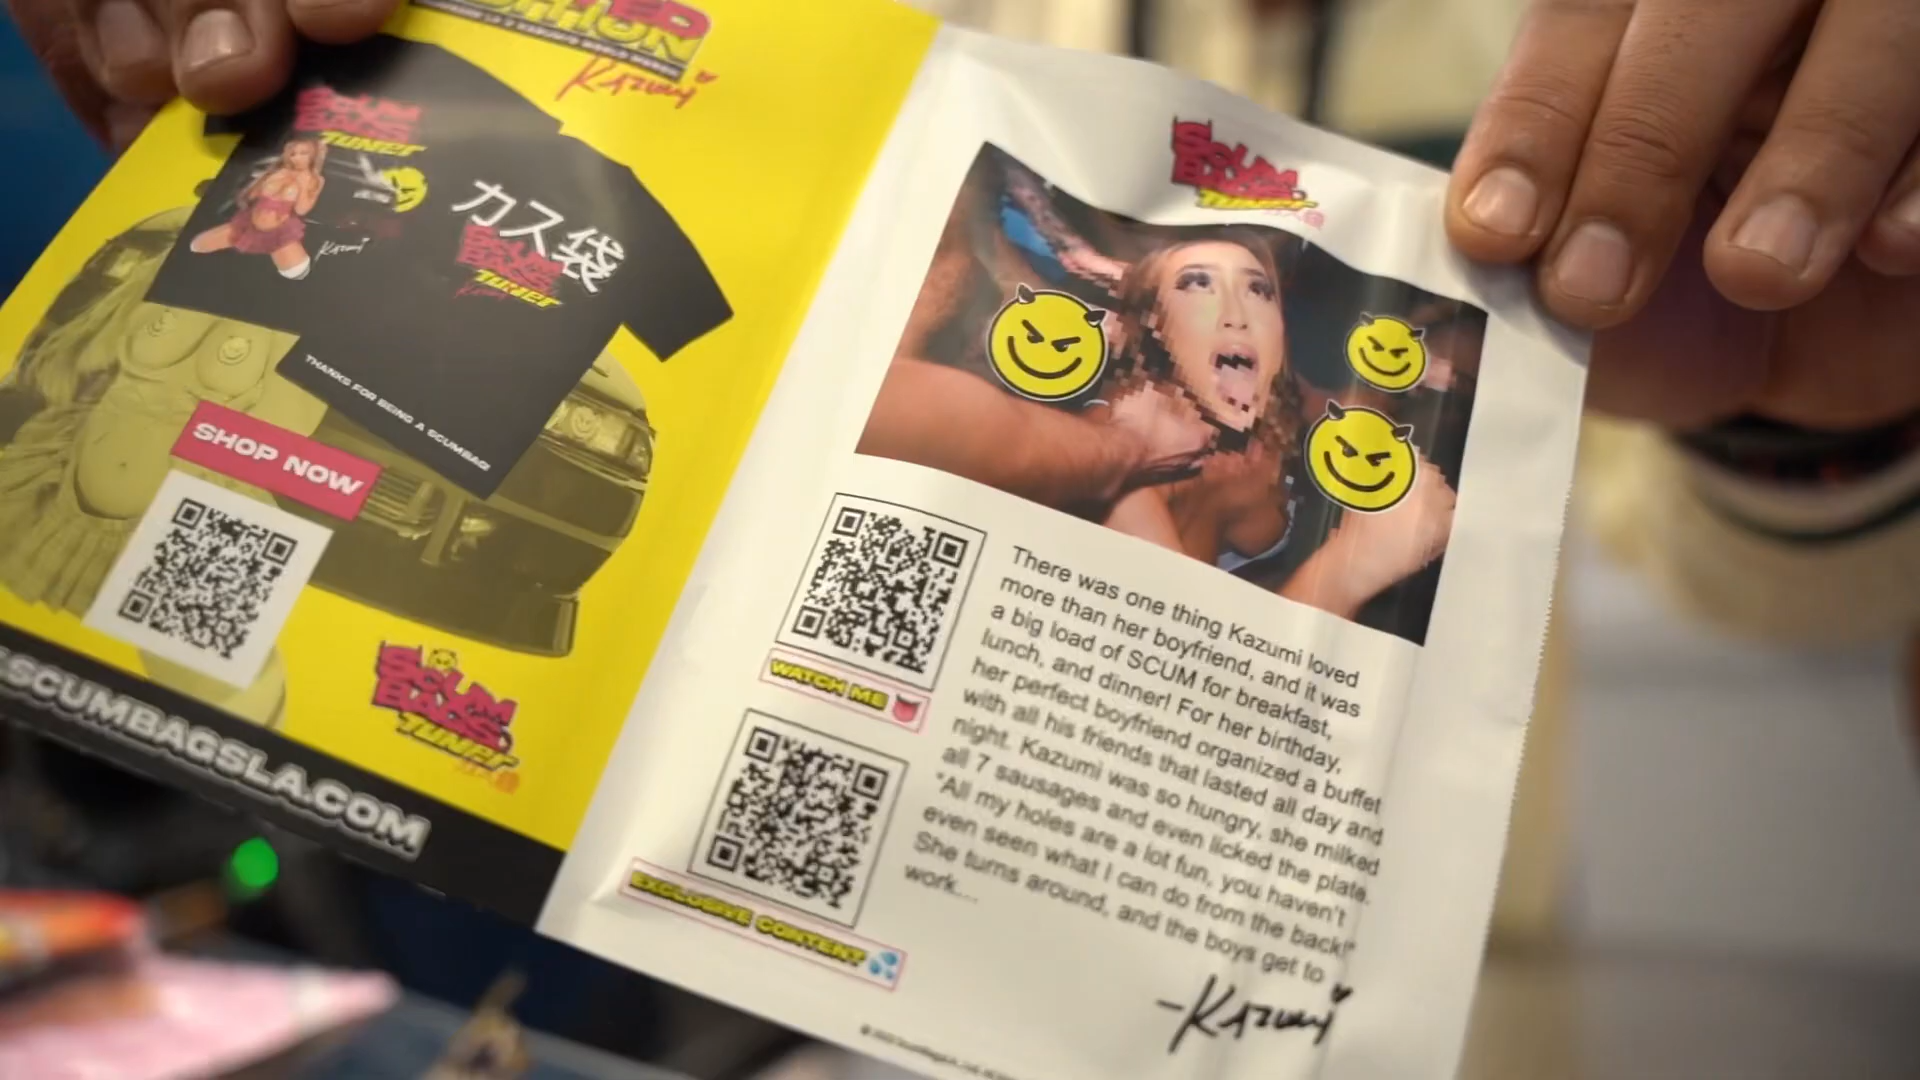 Kazumi
SCUM
BAGS
TUNER
Kazumi
カス袋
SCUM
BAGS
TUNER
THANKS FOR BEING A SCUMBAG!
SHOP NOW
SCUM
BAGS
TUNER
SCUMBAGSLA.COM
SCUM
BAGS
TUNER
WATCH ME
EXCLUSIVE CONTENT
There was one thing Kazumi loved
more than her boyfriend, and it was
a big load of SCUM for breakfast,
lunch, and dinner! For her birthday,
her perfect boyfriend organized a buffet
with all his friends that lasted all day and
night. Kazumi was so hungry, she milked
all 7 sausages and even licked the plate.
"All my holes are a lot fun, you haven't
even seen what I can do from the back!"
She turns around, and the boys get to
work...
-Kazumi